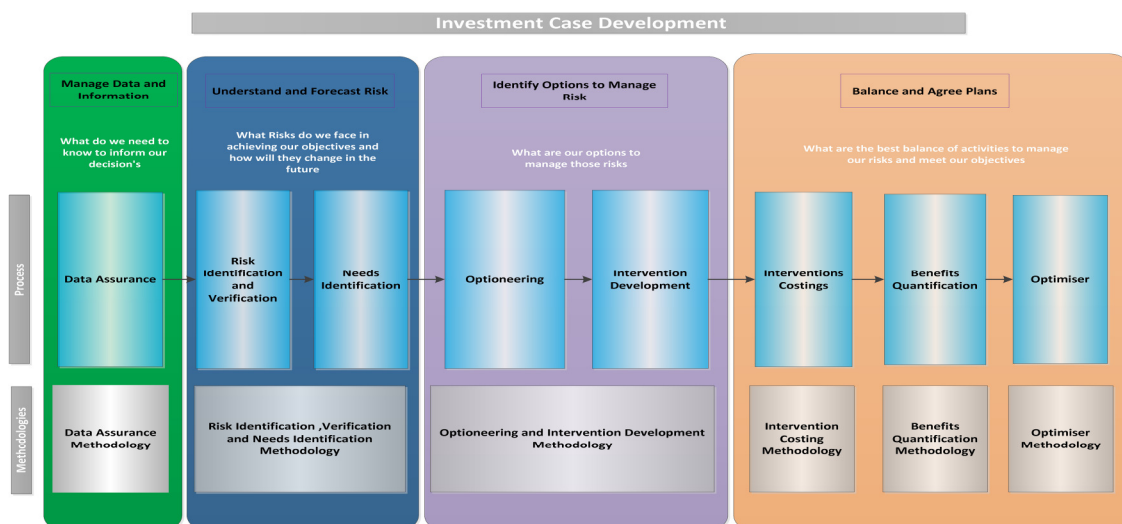 Investment Case Development
Manage Data and
Information
What do we need to
know to inform our
decision's
Understand and Forecast Risk
What Risks do we face in
achieving our objectives and
how will they change in the
future
Identify Options to Manage
Risk
What are our options to
manage those risks
Balance and Agree Plans
What are the best balance of activities to manage
our risks and meet our objectives
Process
Data Assurance
Risk
Identification
and
Verification
Needs
Identification
Optioneering
Intervention
Development
Interventions
Costings
Benefits
Quantification
Optimiser
Methodologies
Data Assurance
Methodology
Risk Identification ,Verification
and Needs Identification
Methodology
Optioneering and Intervention Development
Methodology
Intervention
Costing
Methodology
Benefits
Quantification
Methodology
Optimiser
Methodology